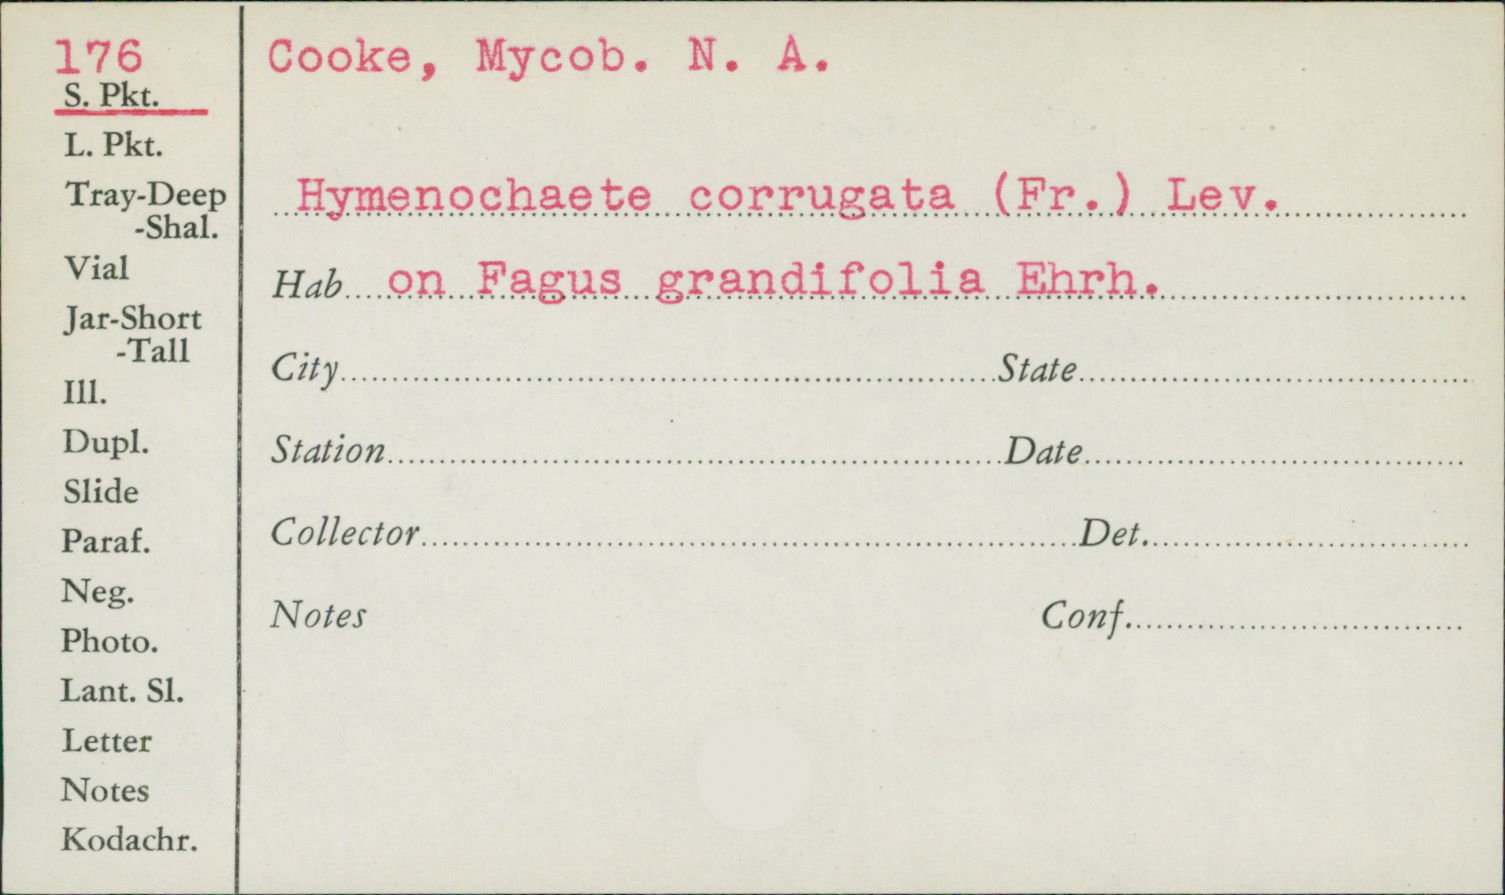 176
S. Pkt.
L. Pkt.
Tray-Deep
-Shal.
Vial
Jar-Short
-Tall
Ill.
Dupl.
Slide
Paraf.
Neg.
Photo.
Lant. Sl.
Letter
Notes
Kodachr.
Cooke, Mycob. N. A.
Hymenochaete corrugata (Fr.) Lev.
Hab on Fagus grandifolia Ehrh.
City State
Station Date
Collector Det.
Notes Conf.